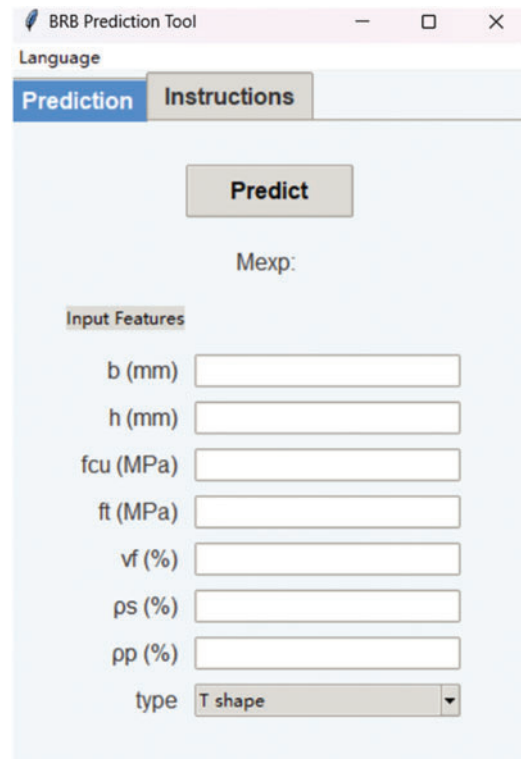 BRB Prediction Tool
Language
Prediction Instructions
Predict
Mexp:
Input Features
b (mm)
h (mm)
fcu (MPa)
ft (MPa)
vf (%)
ρs (%)
ρp (%)
type T shape